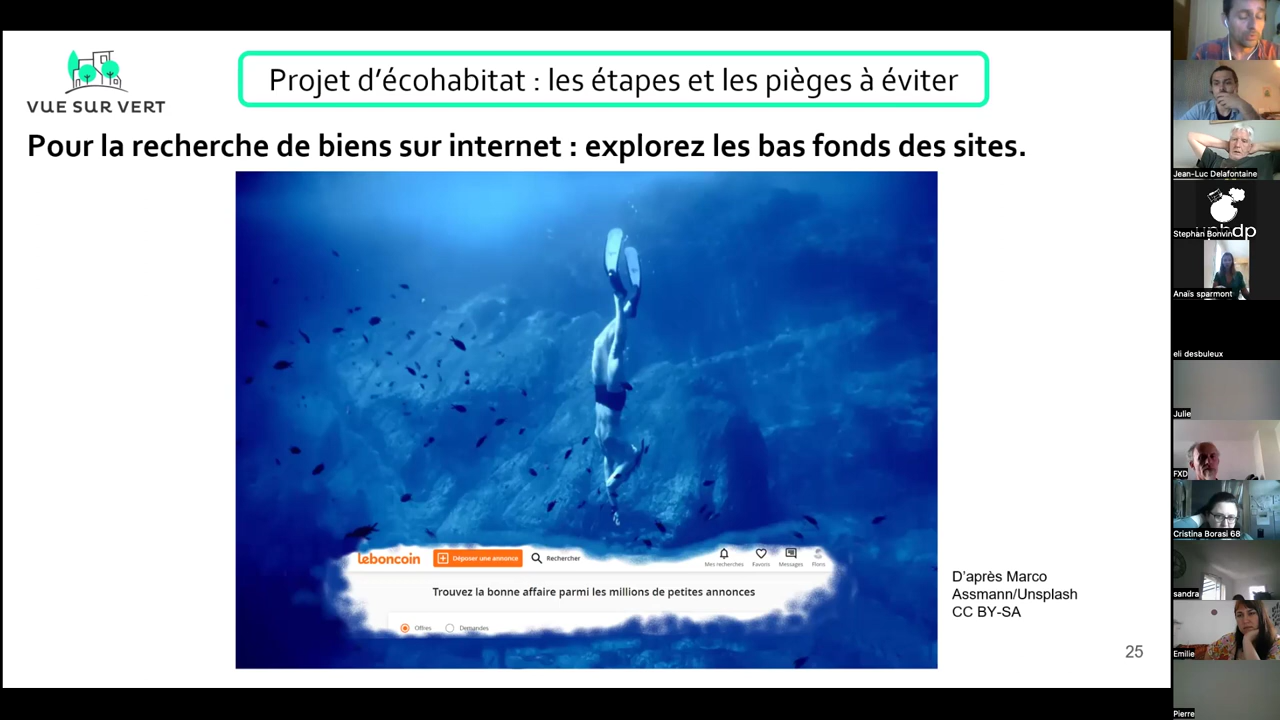 VUE SUR VERT
Projet d’écohabitat : les étapes et les pièges à éviter
Pour la recherche de biens sur internet : explorez les bas fonds des sites.
leboncoin
Déposer une annonce
Rechercher
Mes recherches
Favoris
Messages
Flons
Trouvez la bonne affaire parmi les millions de petites annonces
Offres
Demandes
D’après Marco
Assmann/Unsplash
CC BY-SA
25
Jean-Luc Delafontaine
Stephan Bonvin
Anaïs sparmont
eli desbuleux
Julie
FXD
Cristina Borasi 68
sandra
Emilie
Pierre